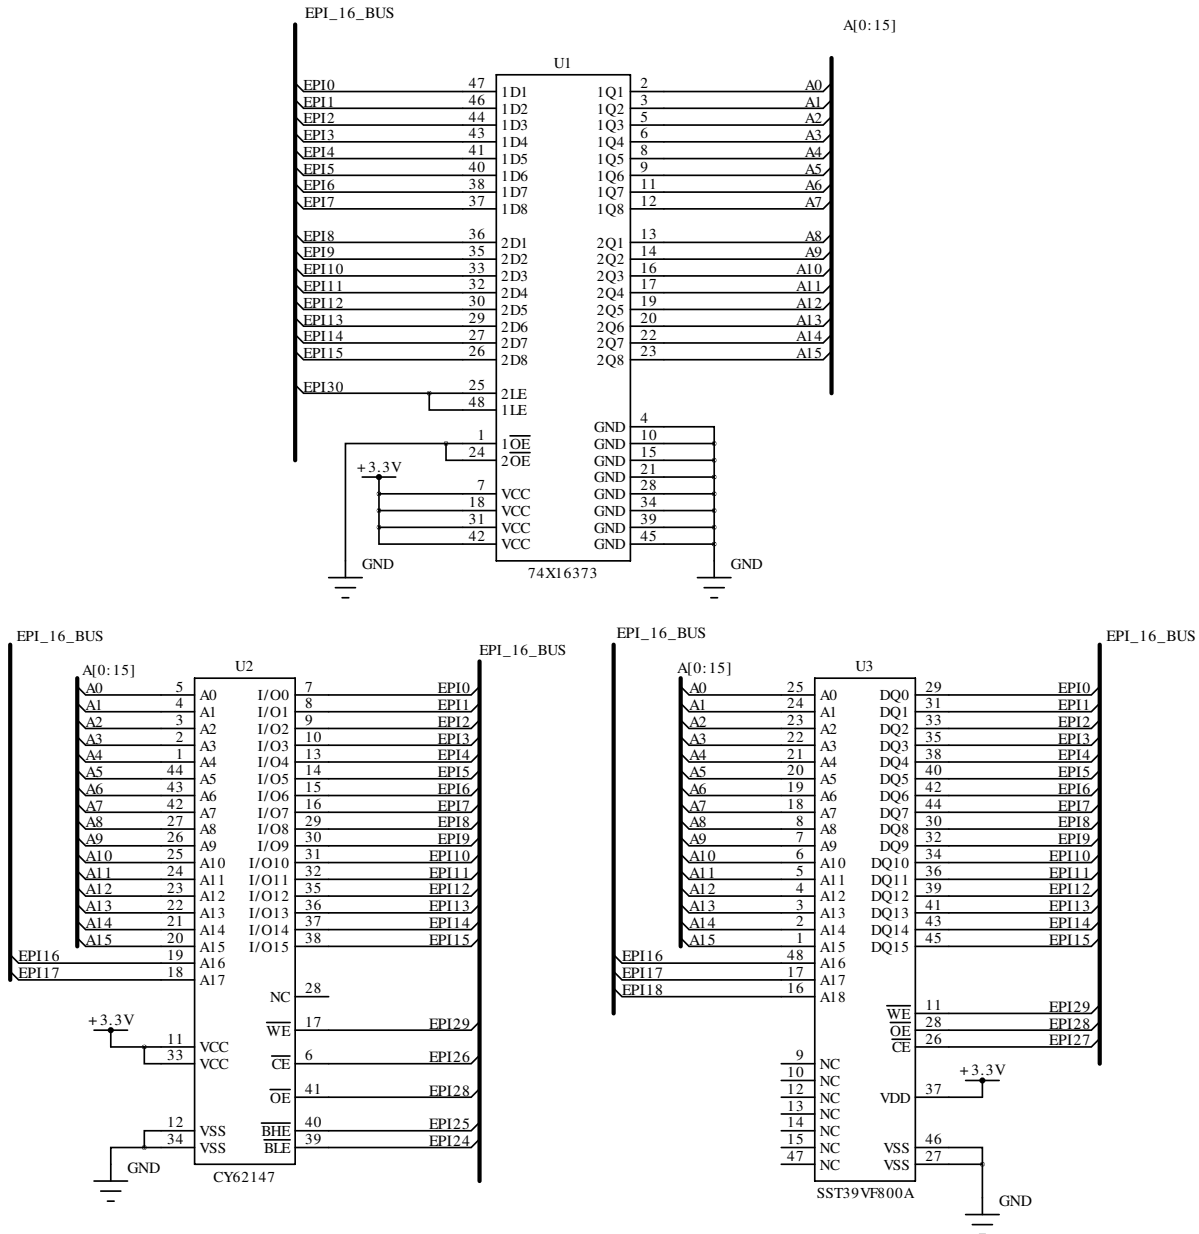 EPI_16_BUS
A[0:15]
U1
EPI0 47 1D1 1Q1 2 A0
EPI1 46 1D2 1Q2 3 A1
EPI2 44 1D3 1Q3 5 A2
EPI3 43 1D4 1Q4 6 A3
EPI4 41 1D5 1Q5 8 A4
EPI5 40 1D6 1Q6 9 A5
EPI6 38 1D7 1Q7 11 A6
EPI7 37 1D8 1Q8 12 A7
EPI8 36 2D1 2Q1 13 A8
EPI9 35 2D2 2Q2 14 A9
EPI10 33 2D3 2Q3 16 A10
EPI11 32 2D4 2Q4 17 A11
EPI12 30 2D5 2Q5 19 A12
EPI13 29 2D6 2Q6 20 A13
EPI14 27 2D7 2Q7 22 A14
EPI15 26 2D8 2Q8 23 A15
EPI30 25 2LE
48 1LE
GND 4
1 1OE GND 10
24 2OE GND 15
+3.3V GND 21
7 VCC GND 28
18 VCC GND 34
31 VCC GND 39
42 VCC GND 45
GND
74X16373
GND
EPI_16_BUS
EPI_16_BUS
A[0:15]
U2
A0 5 A0 I/O0 7 EPI0
A1 4 A1 I/O1 8 EPI1
A2 3 A2 I/O2 9 EPI2
A3 2 A3 I/O3 10 EPI3
A4 1 A4 I/O4 13 EPI4
A5 44 A5 I/O5 14 EPI5
A6 43 A6 I/O6 15 EPI6
A7 42 A7 I/O7 16 EPI7
A8 27 A8 I/O8 29 EPI8
A9 26 A9 I/O9 30 EPI9
A10 25 A10 I/O10 31 EPI10
A11 24 A11 I/O11 32 EPI11
A12 23 A12 I/O12 35 EPI12
A13 22 A13 I/O13 36 EPI13
A14 21 A14 I/O14 37 EPI14
A15 20 A15 I/O15 38 EPI15
EPI16 19 A16
EPI17 18 A17
NC 28
+3.3V WE 17 EPI29
11 VCC
33 VCC CE 6 EPI26
OE 41 EPI28
12 VSS BHE 40 EPI25
34 VSS BLE 39 EPI24
GND
CY62147
EPI_16_BUS
EPI_16_BUS
A[0:15]
U3
A0 25 A0 DQ0 29 EPI0
A1 24 A1 DQ1 31 EPI1
A2 23 A2 DQ2 33 EPI2
A3 22 A3 DQ3 35 EPI3
A4 21 A4 DQ4 38 EPI4
A5 20 A5 DQ5 40 EPI5
A6 19 A6 DQ6 42 EPI6
A7 18 A7 DQ7 44 EPI7
A8 8 A8 DQ8 30 EPI8
A9 7 A9 DQ9 32 EPI9
A10 6 A10 DQ10 34 EPI10
A11 5 A11 DQ11 36 EPI11
A12 4 A12 DQ12 39 EPI12
A13 3 A13 DQ13 41 EPI13
A14 2 A14 DQ14 43 EPI14
A15 1 A15 DQ15 45 EPI15
EPI16 48 A16
EPI17 17 A17
EPI18 16 A18
WE 11 EPI29
OE 28 EPI28
CE 26 EPI27
9 NC
10 NC +3.3V
12 NC VDD 37
13 NC
14 NC
15 NC VSS 46
47 NC VSS 27
SST39VF800A
GND